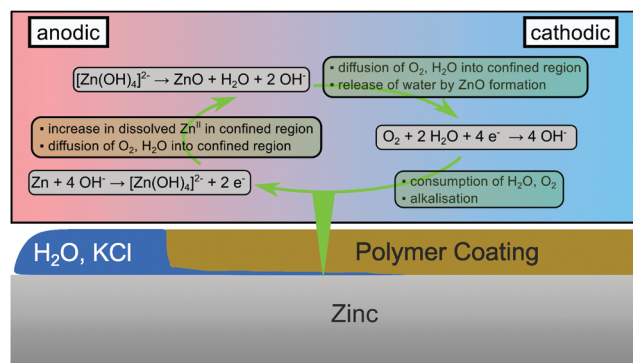 anodic
cathodic
[Zn(OH)₄]²⁻ → ZnO + H₂O + 2 OH⁻
▪ diffusion of O₂, H₂O into confined region
▪ release of water by ZnO formation
▪ increase in dissolved Znᴵᴵ in confined region
▪ diffusion of O₂, H₂O into confined region
O₂ + 2 H₂O + 4 e⁻ → 4 OH⁻
Zn + 4 OH⁻ → [Zn(OH)₄]²⁻ + 2 e⁻
▪ consumption of H₂O, O₂
▪ alkalisation
H₂O, KCl
Polymer Coating
Zinc